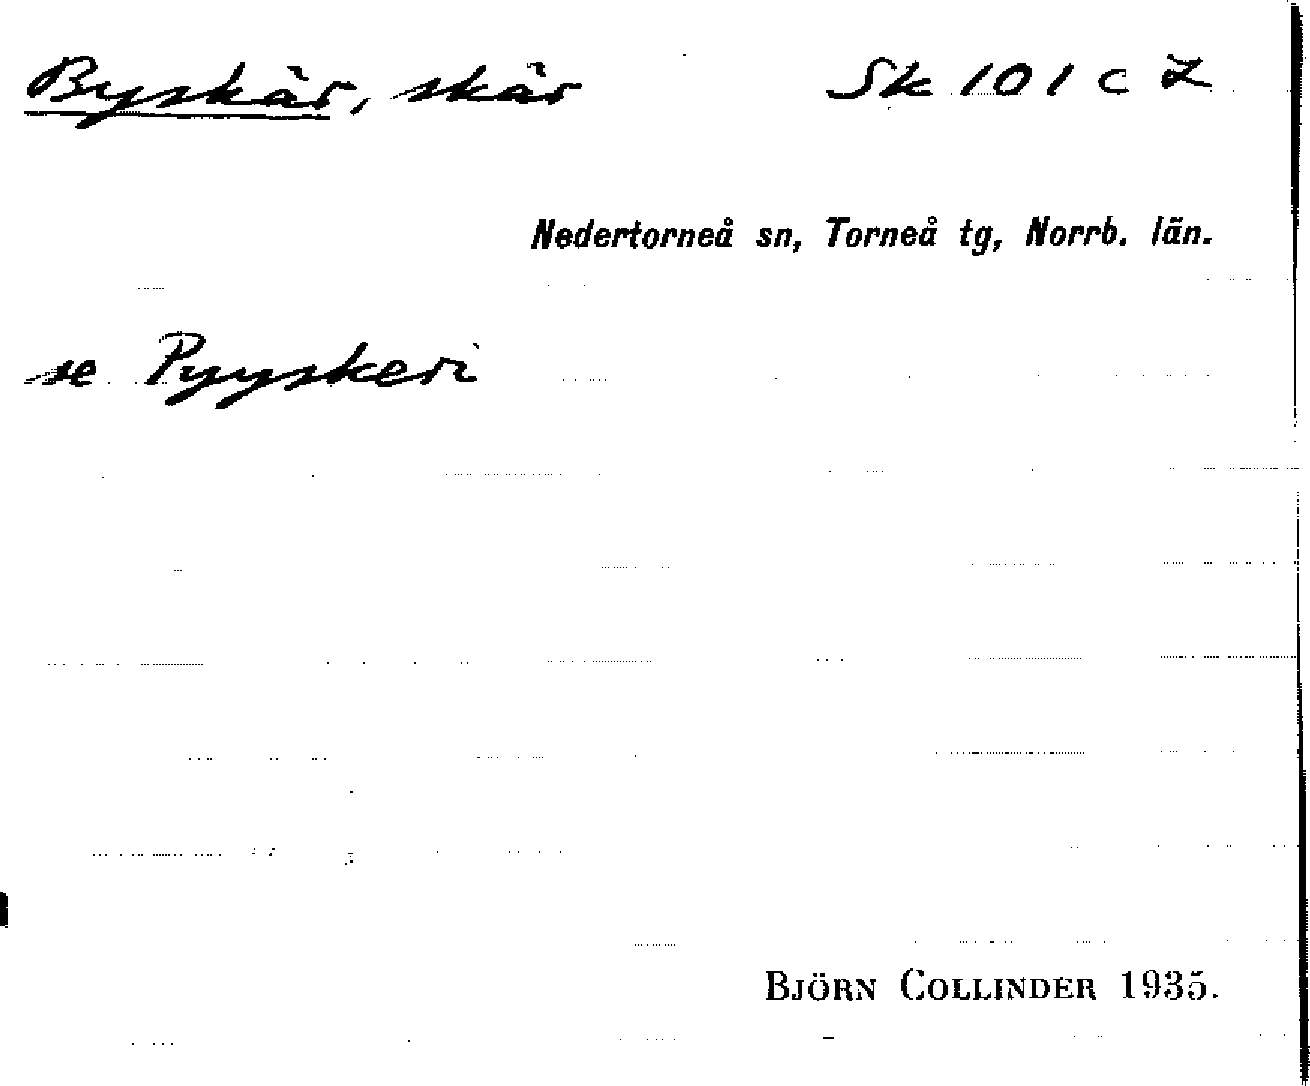 Byskär, skär Sk 101 c Z
Nedertorneå sn, Torneå tg, Norrb. län.
se Pyyskeri
BJÖRN COLLINDER 1935.